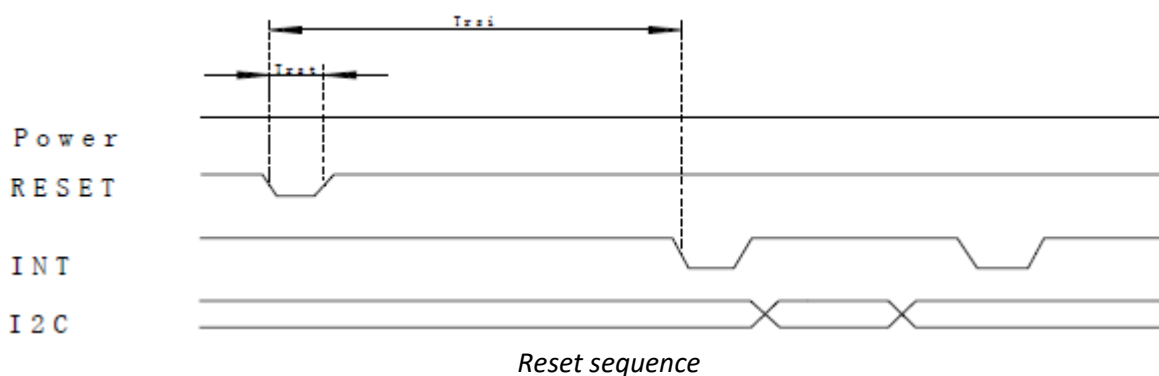 Trsi
Trst
Power
RESET
INT
I2C
Reset sequence